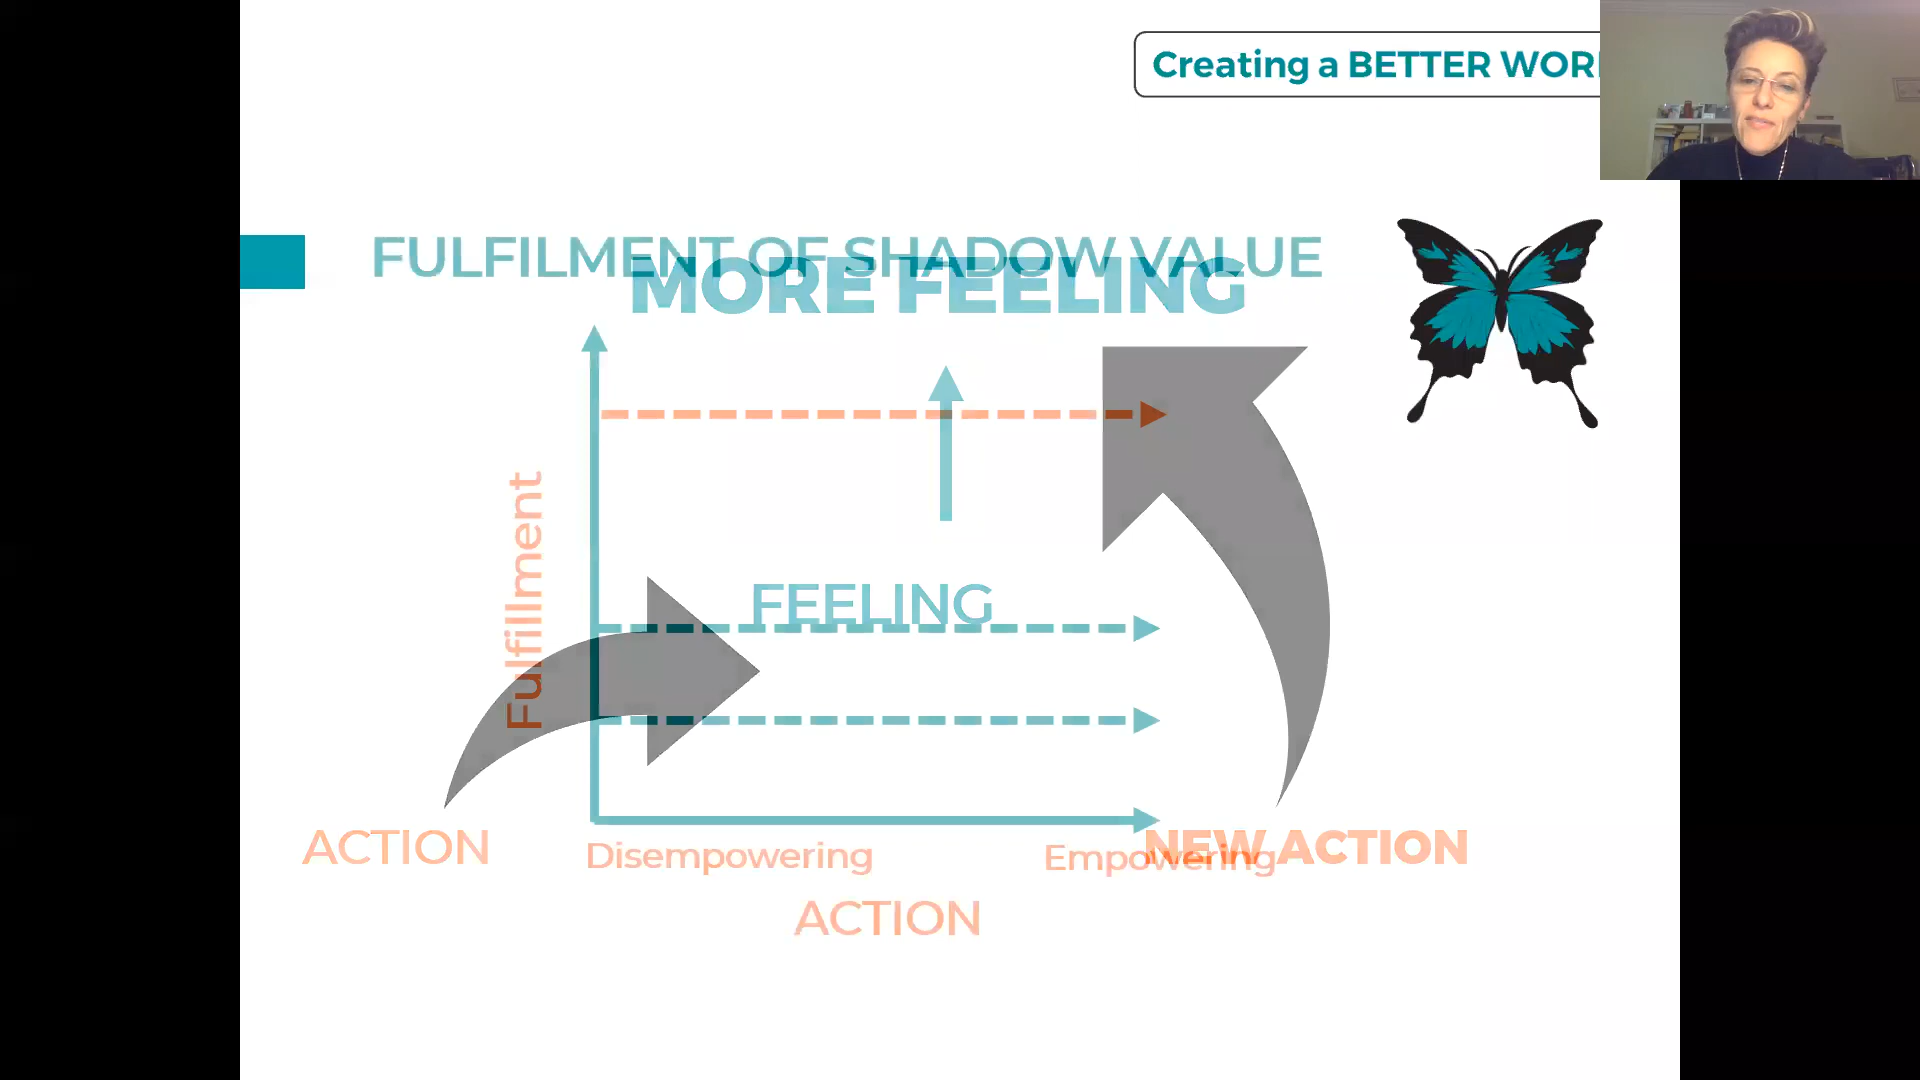 Creating a BETTER WOR
FULFILMENT OF SHADOW VALUE
MORE FEELING
Fulfillment
FEELING
ACTION
Disempowering
Empowering
NEW ACTION
ACTION